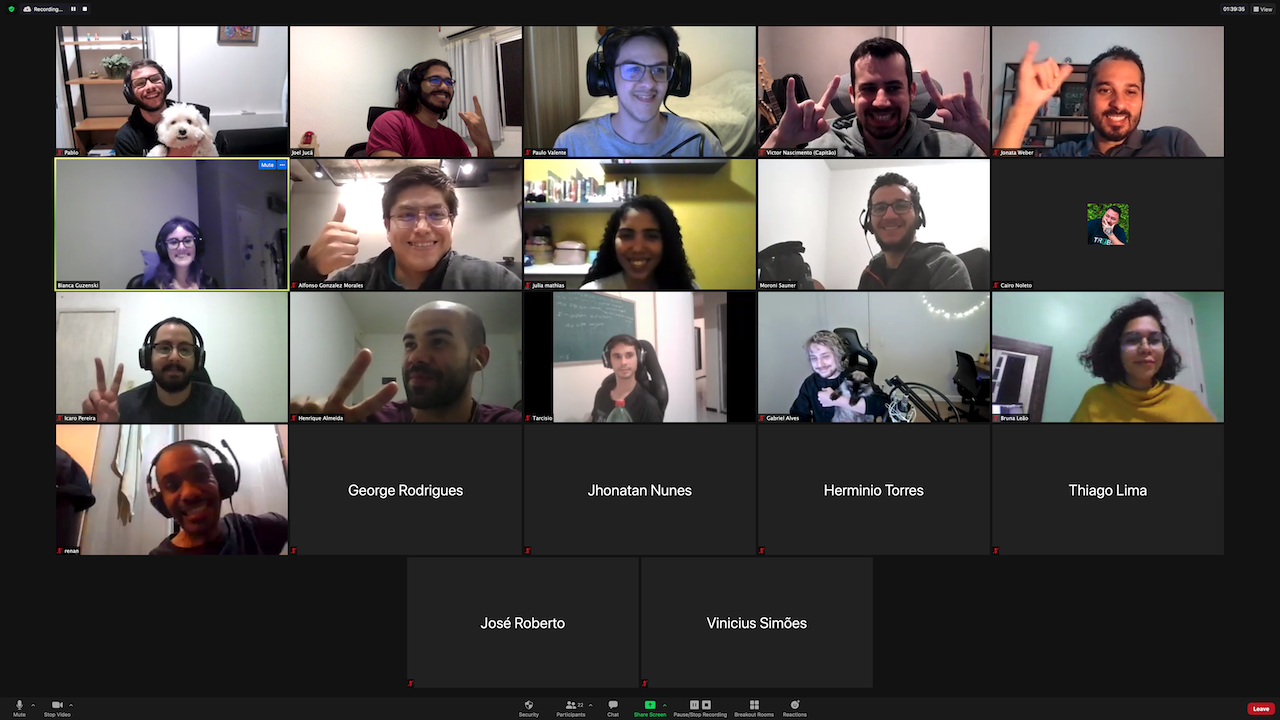 Recording...
01:39:35
View
Pablo
Joel Jucá
Paulo Valente
Victor Nascimento (Capitão)
Jonata Weber
Mute
Bianca Guzenski
Alfonso Gonzalez Morales
Julia mathias
Moroni Sauner
Cairo Noleto
Icaro Pereira
Henrique Almeida
Tarcisio
Gabriel Alves
Bruna Leão
renan
George Rodrigues
Jhonatan Nunes
Herminio Torres
Thiago Lima
José Roberto
Vinicius Simões
Mute
Stop Video
Security
Participants
22
Chat
Share Screen
Pause/Stop Recording
Breakout Rooms
Reactions
Leave